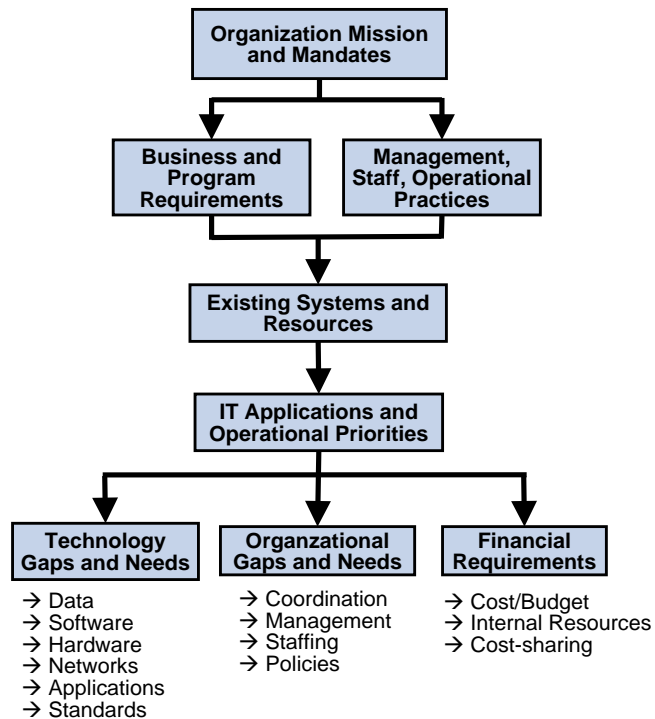 Organization Mission
and Mandates
Business and
Program
Requirements
Management,
Staff, Operational
Practices
Existing Systems and
Resources
IT Applications and
Operational Priorities
Technology
Gaps and Needs
→ Data
→ Software
→ Hardware
→ Networks
→ Applications
→ Standards
Organzational
Gaps and Needs
→ Coordination
→ Management
→ Staffing
→ Policies
Financial
Requirements
→ Cost/Budget
→ Internal Resources
→ Cost-sharing